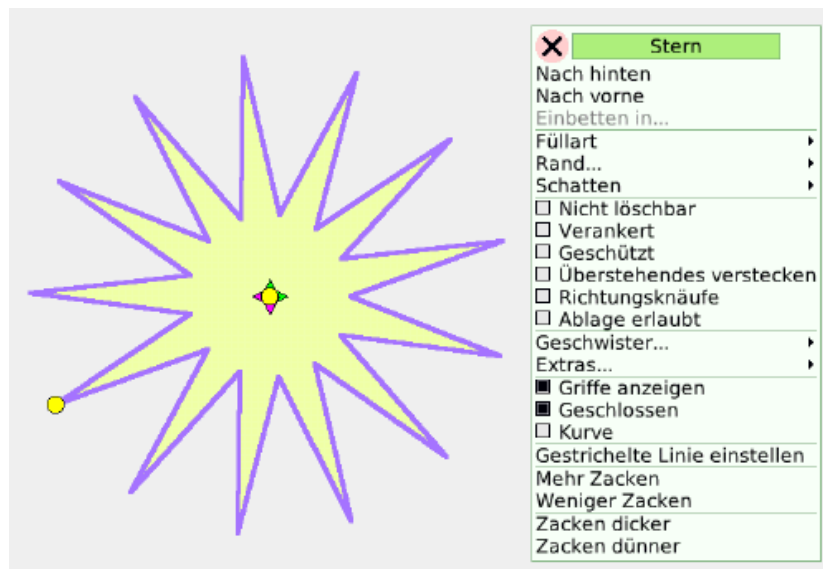 Stern
Nach hinten
Nach vorne
Einbetten in...
Füllart
Rand...
Schatten
Nicht löschbar
Verankert
Geschützt
Überstehendes verstecken
Richtungsknäufe
Ablage erlaubt
Geschwister...
Extras...
Griffe anzeigen
Geschlossen
Kurve
Gestrichelte Linie einstellen
Mehr Zacken
Weniger Zacken
Zacken dicker
Zacken dünner